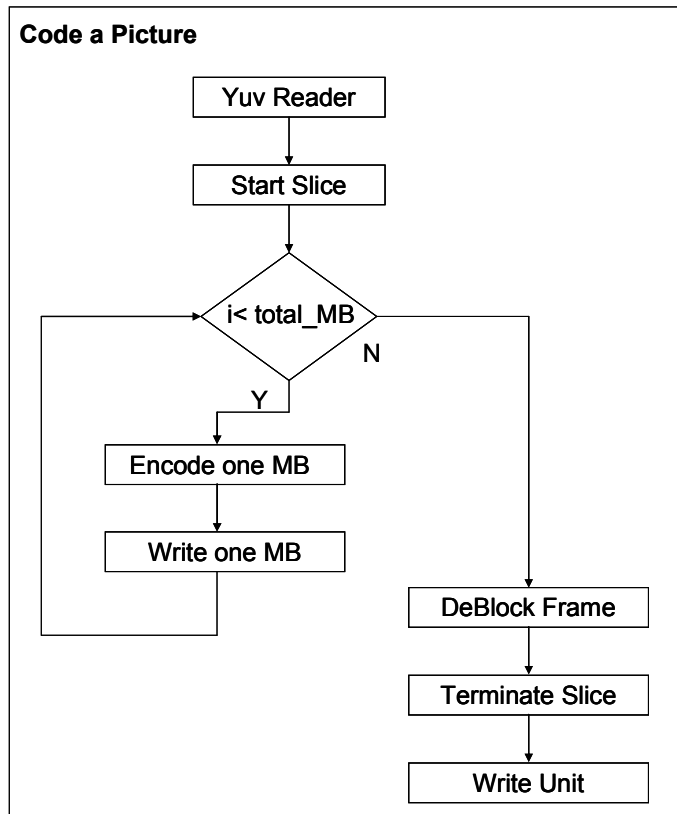 Code a Picture
Yuv Reader
Start Slice
i< total_MB
N
Y
Encode one MB
Write one MB
DeBlock Frame
Terminate Slice
Write Unit